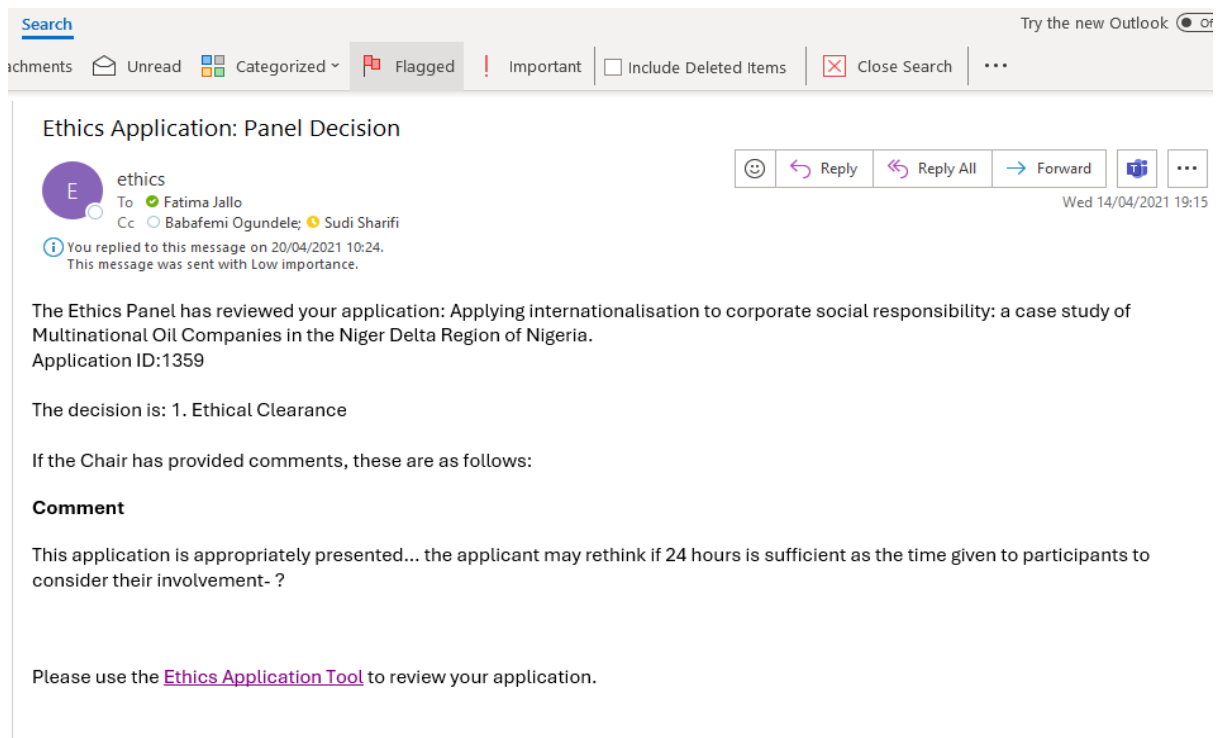 Search
Try the new Outlook
achments Unread Categorized Flagged Important Include Deleted Items Close Search ...
Ethics Application: Panel Decision
E
ethics
Reply Reply All Forward ...
To Fatima Jallo
Wed 14/04/2021 19:15
Cc Babafemi Ogundele; Sudi Sharifi
You replied to this message on 20/04/2021 10:24.
This message was sent with Low importance.
The Ethics Panel has reviewed your application: Applying internationalisation to corporate social responsibility: a case study of
Multinational Oil Companies in the Niger Delta Region of Nigeria.
Application ID:1359
The decision is: 1. Ethical Clearance
If the Chair has provided comments, these are as follows:
Comment
This application is appropriately presented... the applicant may rethink if 24 hours is sufficient as the time given to participants to
consider their involvement- ?
Please use the Ethics Application Tool to review your application.